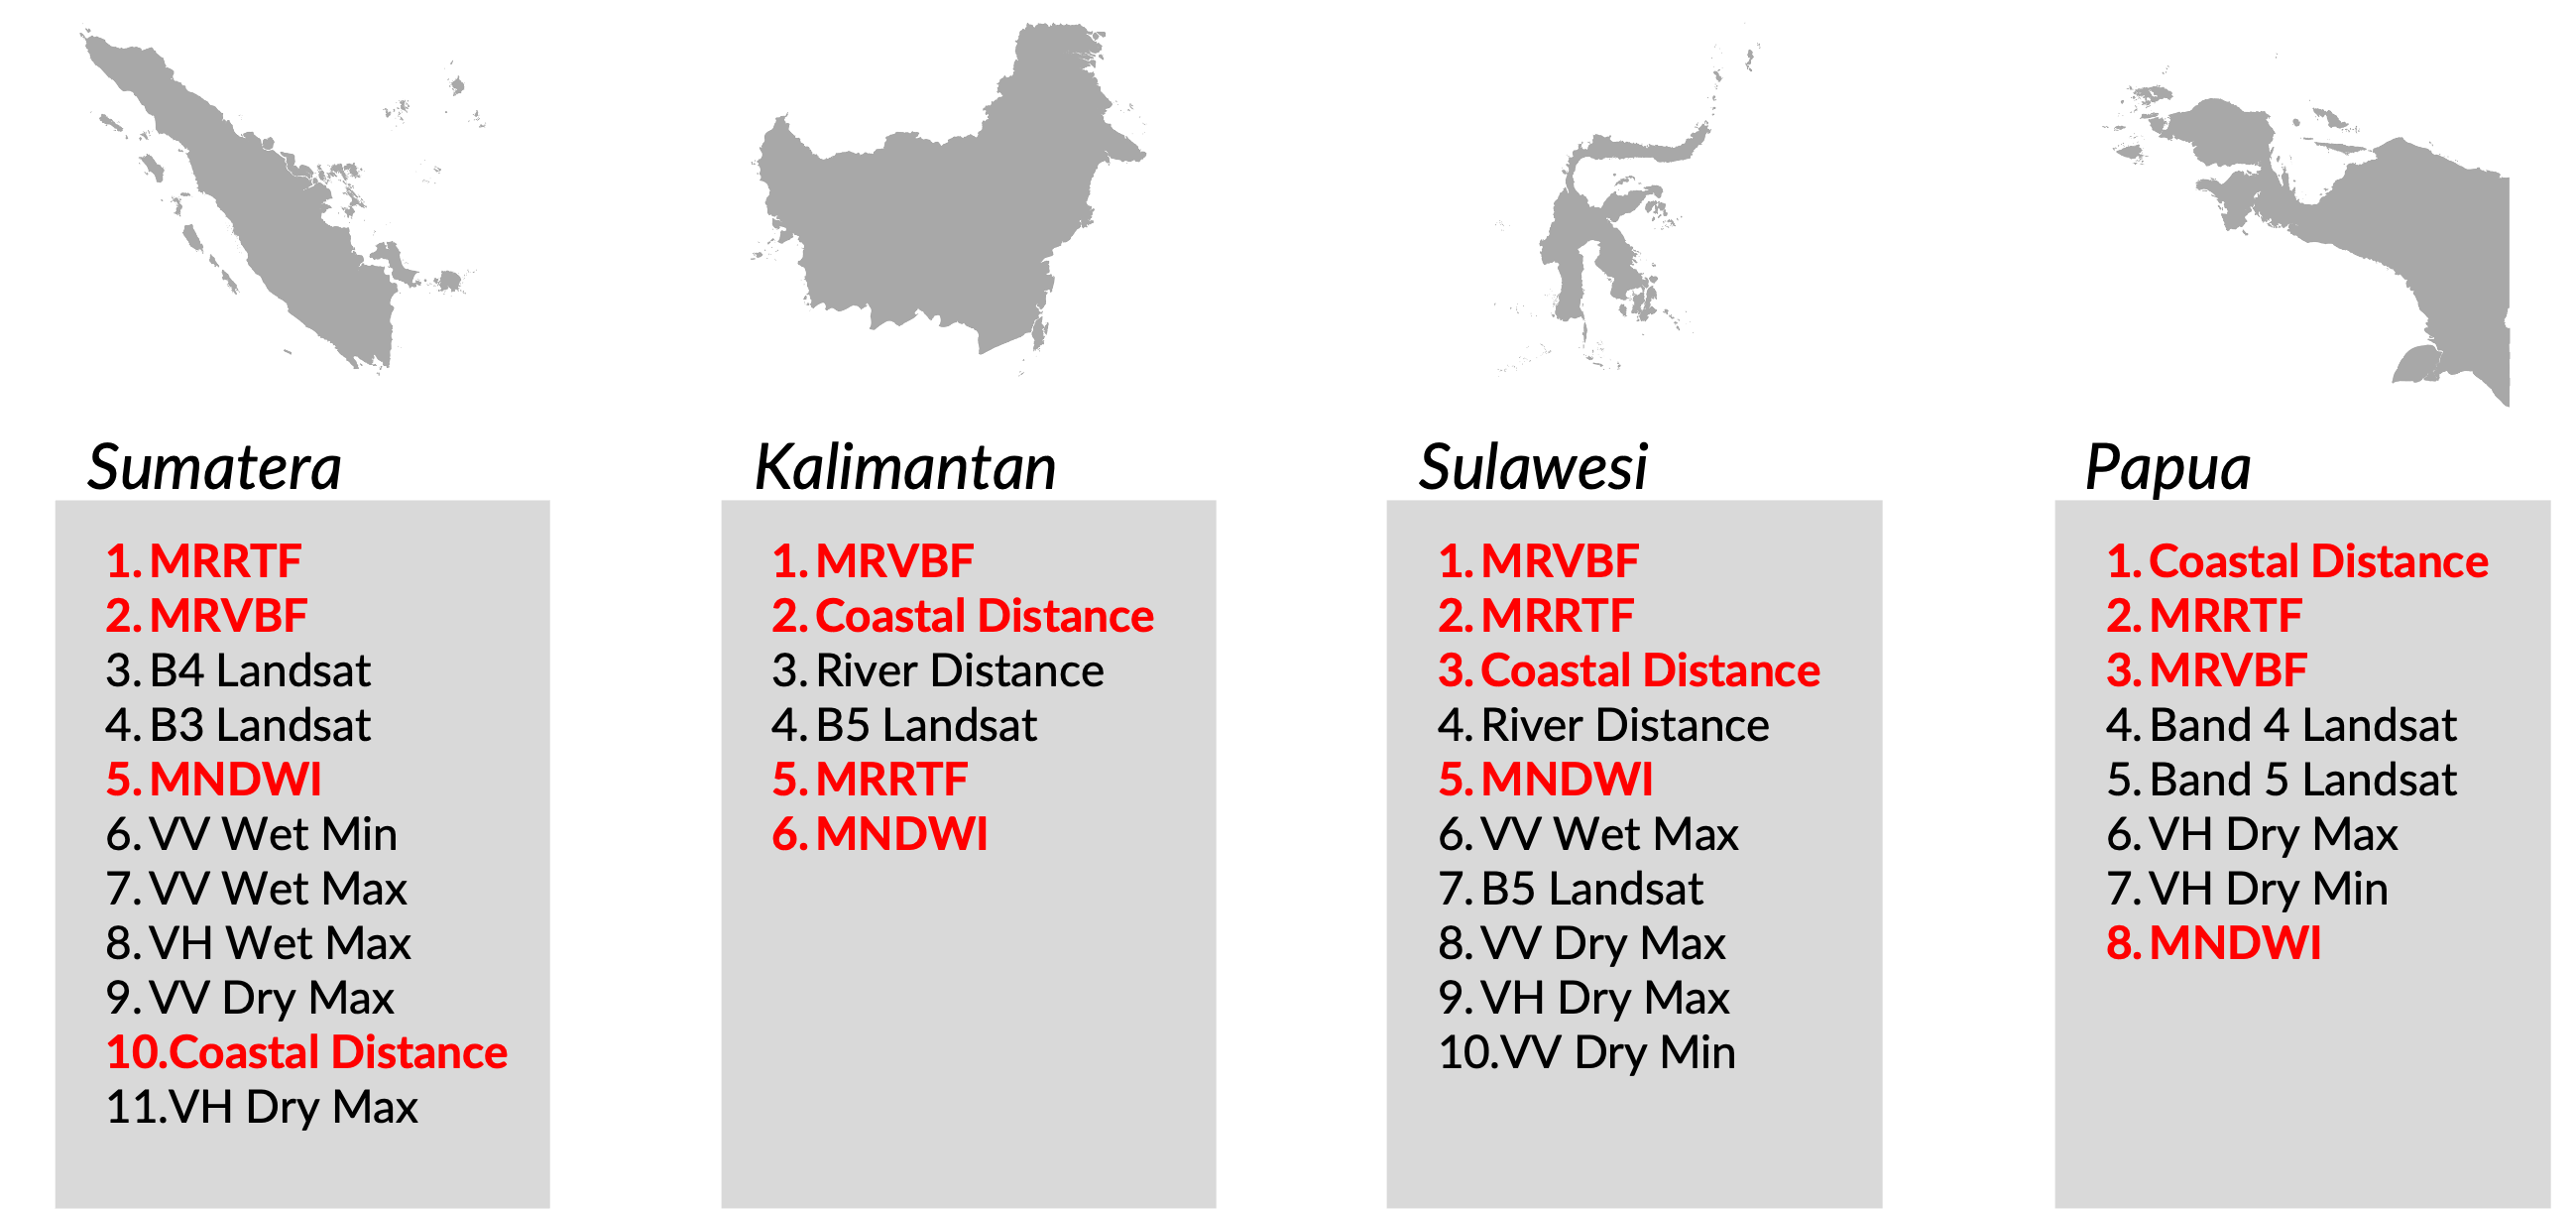 Sumatera
1. MRRTF
2. MRVBF
3. B4 Landsat
4. B3 Landsat
5. MNDWI
6. VV Wet Min
7. VV Wet Max
8. VH Wet Max
9. VV Dry Max
10.Coastal Distance
11.VH Dry Max
Kalimantan
1. MRVBF
2. Coastal Distance
3. River Distance
4. B5 Landsat
5. MRRTF
6. MNDWI
Sulawesi
1. MRVBF
2. MRRTF
3. Coastal Distance
4. River Distance
5. MNDWI
6. VV Wet Max
7. B5 Landsat
8. VV Dry Max
9. VH Dry Max
10.VV Dry Min
Papua
1. Coastal Distance
2. MRRTF
3. MRVBF
4. Band 4 Landsat
5. Band 5 Landsat
6. VH Dry Max
7. VH Dry Min
8. MNDWI